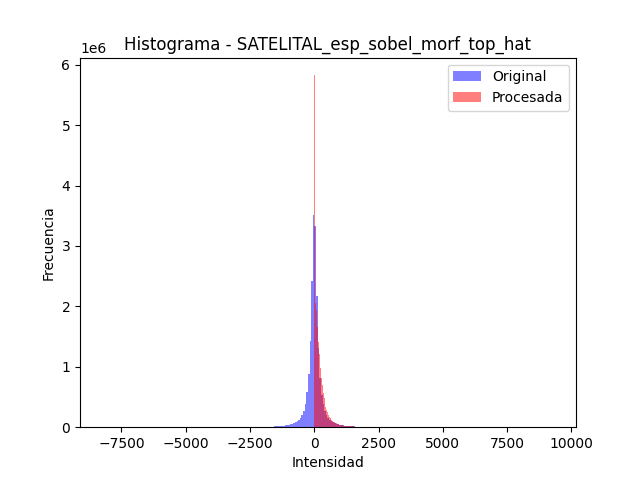 Histograma - SATELITAL_esp_sobel_morf_top_hat
1e6
Original
Procesada
6
5
4
3
2
1
0
Frecuencia
−7500
−5000
−2500
0
2500
5000
7500
10000
Intensidad